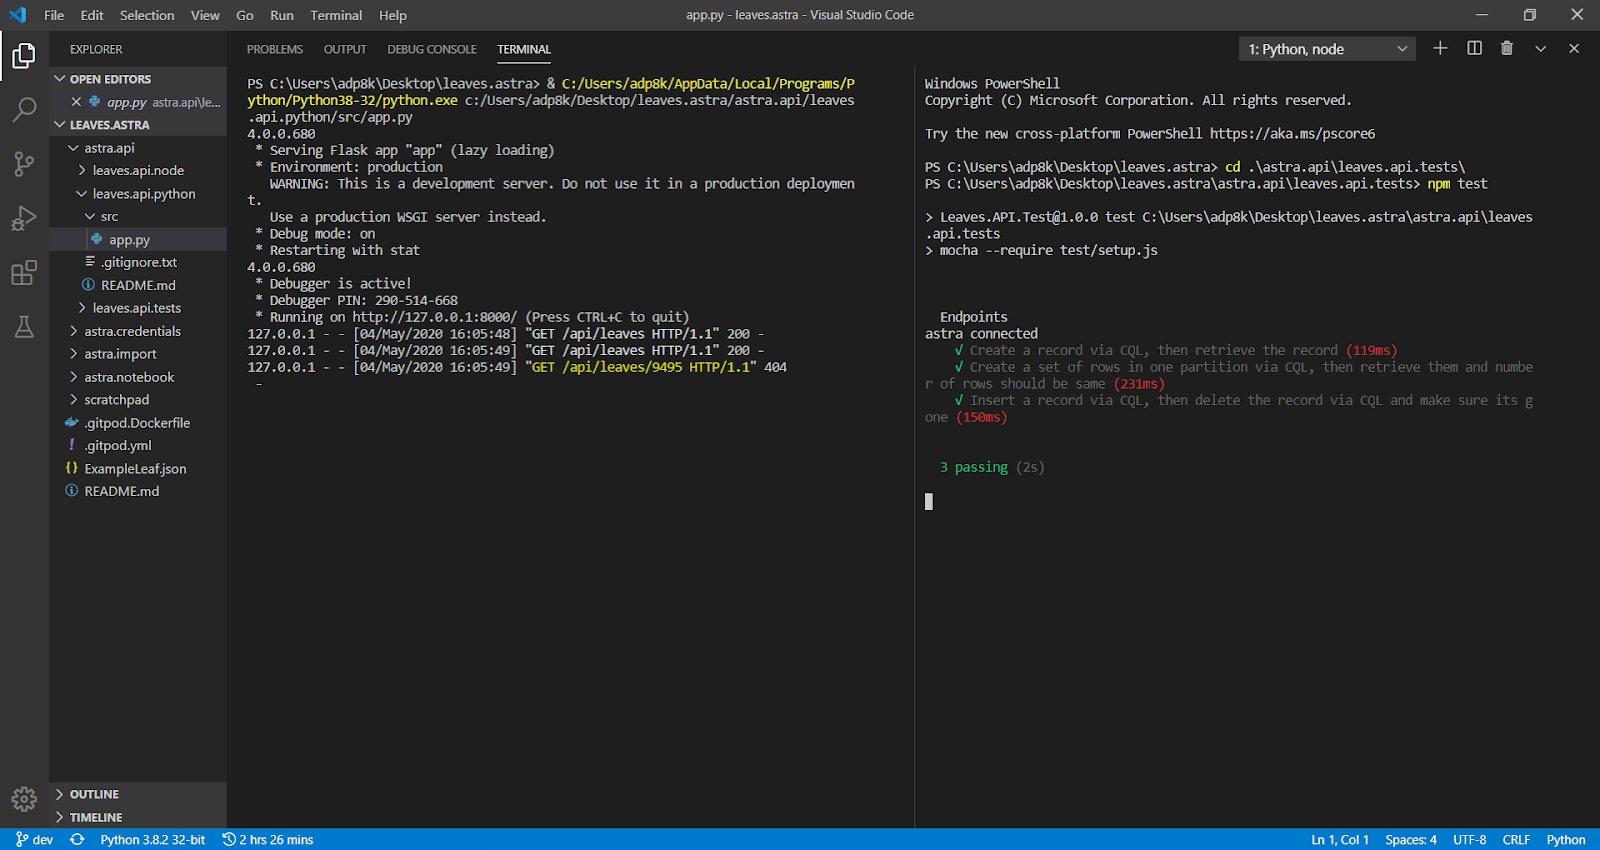 File Edit Selection View Go Run Terminal Help
app.py - leaves.astra - Visual Studio Code
EXPLORER
OPEN EDITORS
app.py astra.api\le...
LEAVES.ASTRA
astra.api
leaves.api.node
leaves.api.python
src
app.py
.gitignore.txt
README.md
leaves.api.tests
astra.credentials
astra.import
astra.notebook
scratchpad
.gitpod.Dockerfile
.gitpod.yml
ExampleLeaf.json
README.md
OUTLINE
TIMELINE
PROBLEMS OUTPUT DEBUG CONSOLE TERMINAL
1: Python, node
PS C:\Users\adp8k\Desktop\leaves.astra> & C:/Users/adp8k/AppData/Local/Programs/P
ython/Python38-32/python.exe c:/Users/adp8k/Desktop/leaves.astra/astra.api/leaves
.api.python/src/app.py
4.0.0.680
* Serving Flask app "app" (lazy loading)
* Environment: production
WARNING: This is a development server. Do not use it in a production deploymen
t.
Use a production WSGI server instead.
* Debug mode: on
* Restarting with stat
4.0.0.680
* Debugger is active!
* Debugger PIN: 290-514-668
* Running on http://127.0.0.1:8000/ (Press CTRL+C to quit)
127.0.0.1 - - [04/May/2020 16:05:48] "GET /api/leaves HTTP/1.1" 200 -
127.0.0.1 - - [04/May/2020 16:05:49] "GET /api/leaves HTTP/1.1" 200 -
127.0.0.1 - - [04/May/2020 16:05:49] "GET /api/leaves/9495 HTTP/1.1" 404
-
Windows PowerShell
Copyright (C) Microsoft Corporation. All rights reserved.
Try the new cross-platform PowerShell https://aka.ms/pscore6
PS C:\Users\adp8k\Desktop\leaves.astra> cd .\astra.api\leaves.api.tests\
PS C:\Users\adp8k\Desktop\leaves.astra\astra.api\leaves.api.tests> npm test
> Leaves.API.Test@1.0.0 test C:\Users\adp8k\Desktop\leaves.astra\astra.api\leaves
.api.tests
> mocha --require test/setup.js
Endpoints
astra connected
√ Create a record via CQL, then retrieve the record (119ms)
√ Create a set of rows in one partition via CQL, then retrieve them and numbe
r of rows should be same (231ms)
√ Insert a record via CQL, then delete the record via CQL and make sure its g
one (150ms)
3 passing (2s)
dev Python 3.8.2 32-bit 2 hrs 26 mins Ln 1, Col 1 Spaces: 4 UTF-8 CRLF Python